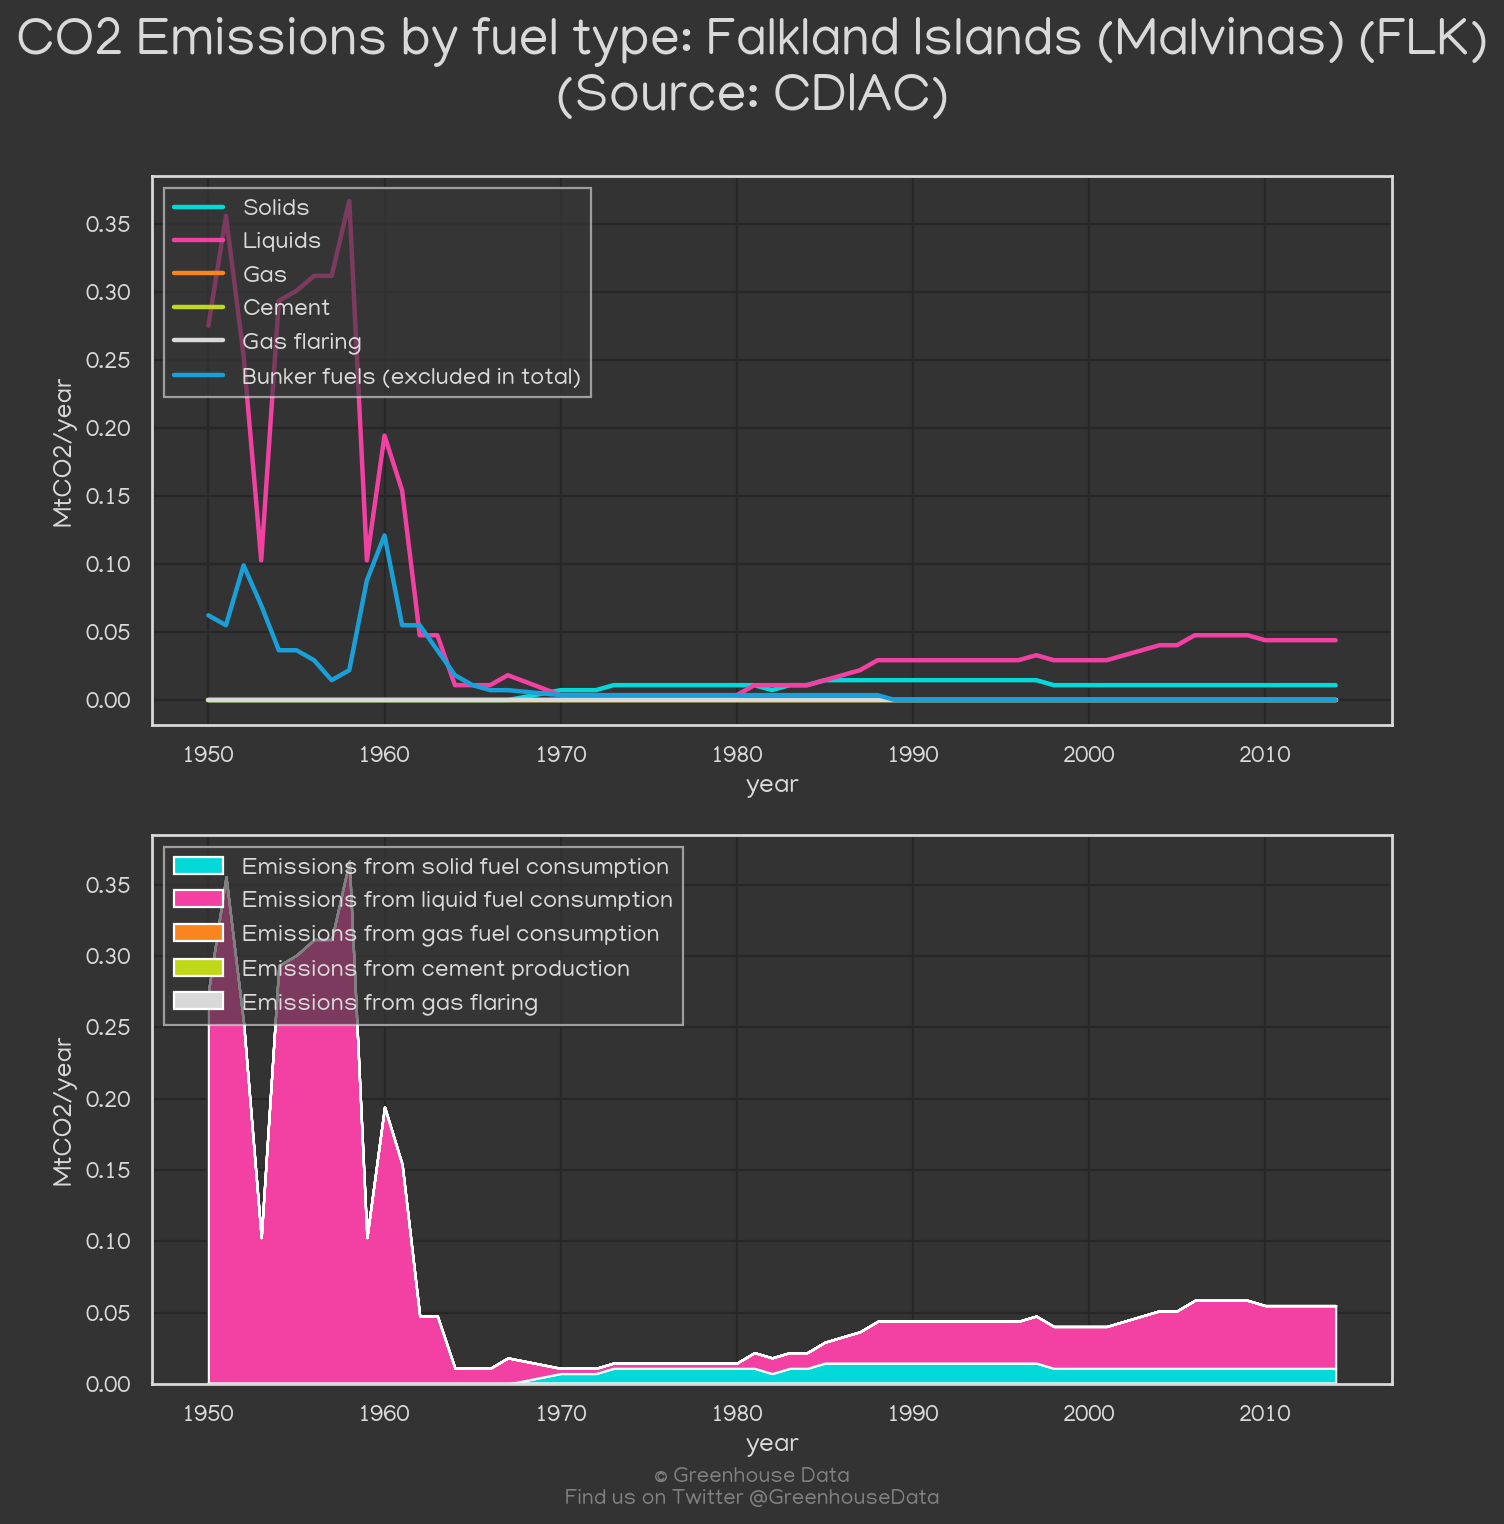 CO2 Emissions by fuel type: Falkland Islands (Malvinas) (FLK)
(Source: CDIAC)
Solids
Liquids
Gas
Cement
Gas flaring
Bunker fuels (excluded in total)
MtCO2/year
0.35
0.30
0.25
0.20
0.15
0.10
0.05
0.00
1950 1960 1970 1980 1990 2000 2010
year
Emissions from solid fuel consumption
Emissions from liquid fuel consumption
Emissions from gas fuel consumption
Emissions from cement production
Emissions from gas flaring
MtCO2/year
0.35
0.30
0.25
0.20
0.15
0.10
0.05
0.00
1950 1960 1970 1980 1990 2000 2010
year
© Greenhouse Data
Find us on Twitter @GreenhouseData